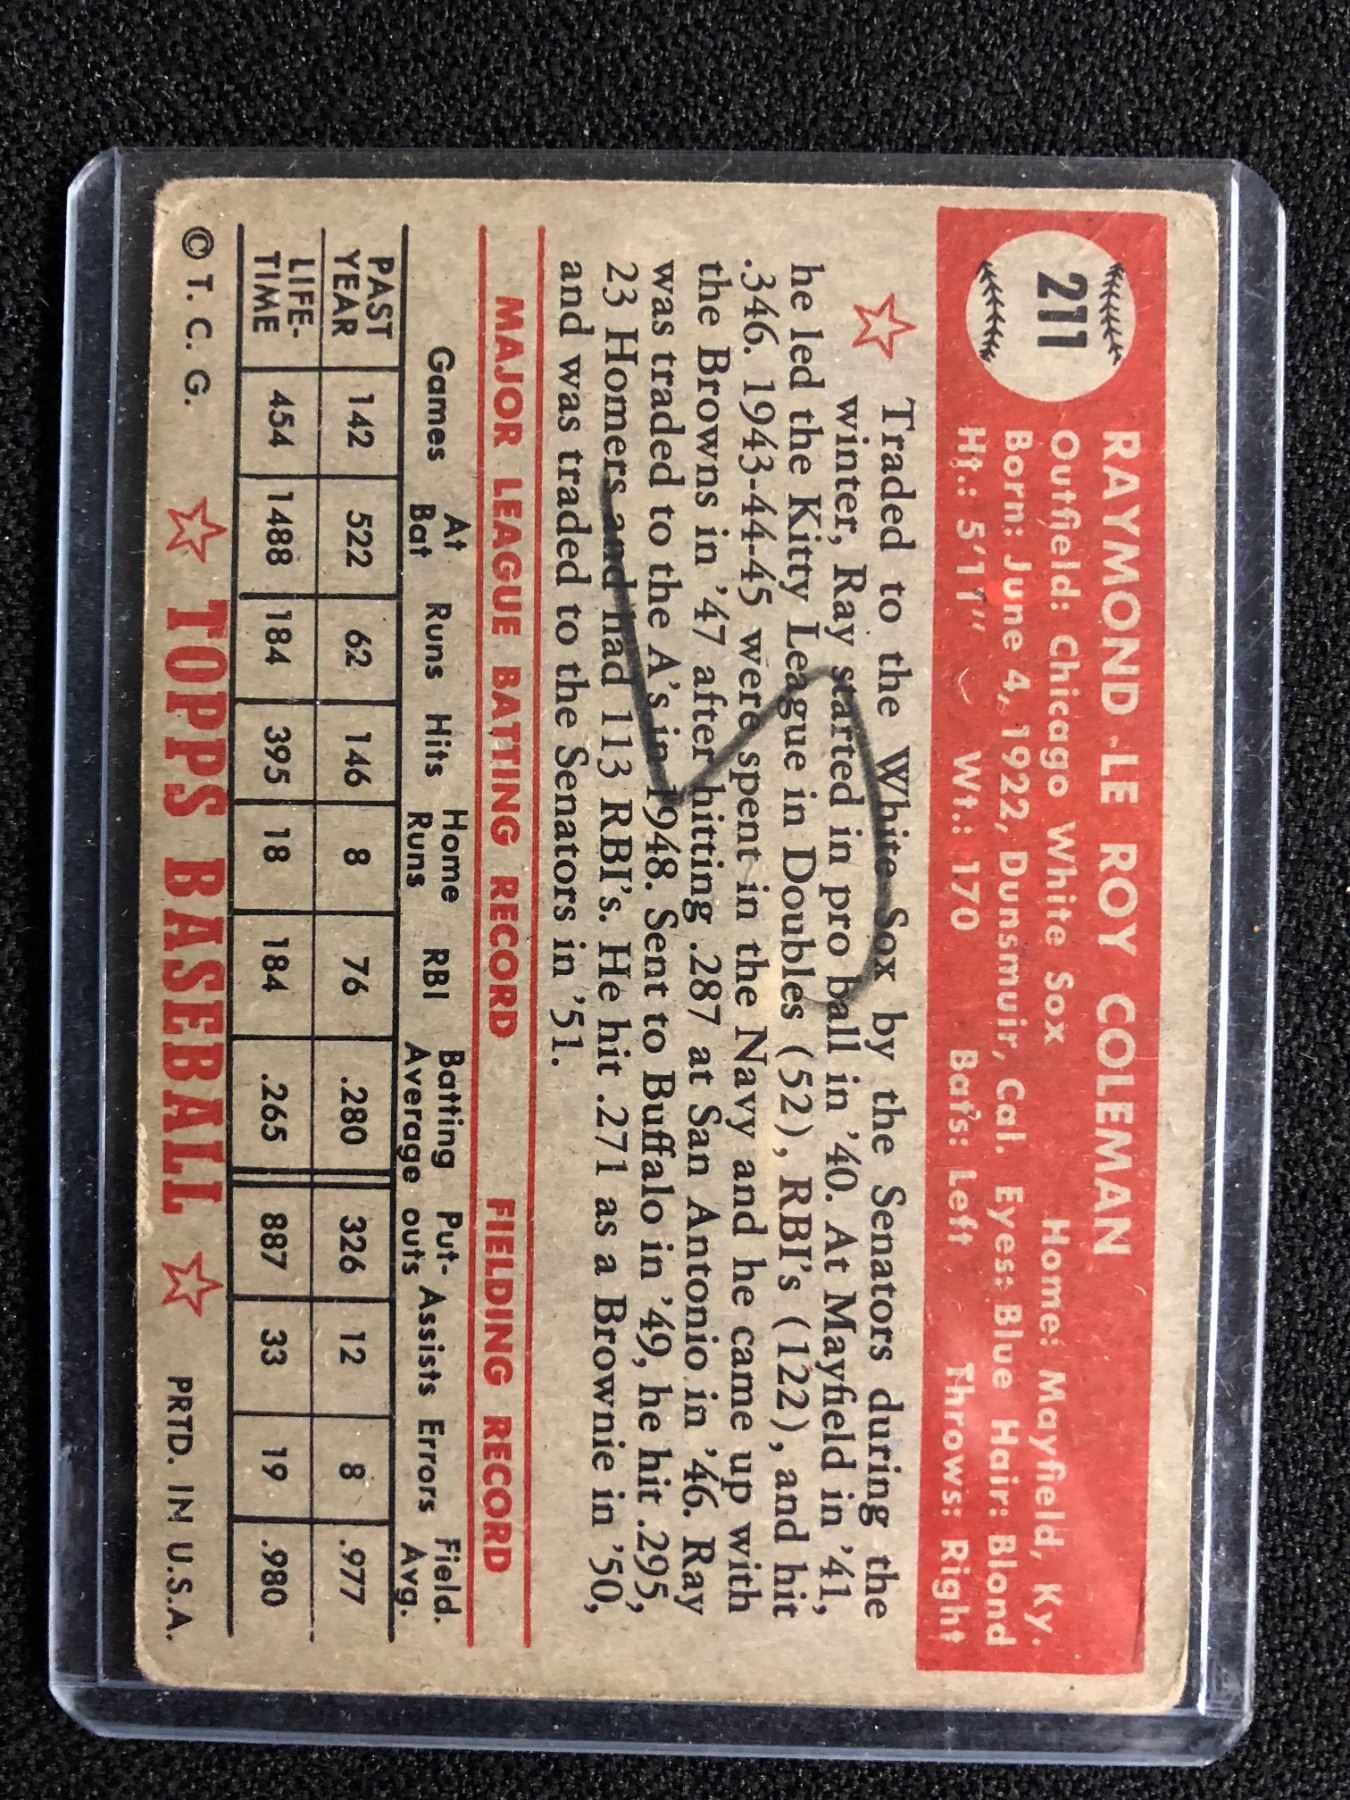 211
RAYMOND LE ROY COLEMAN
Outfield: Chicago White Sox Home: Mayfield, Ky.
Born: June 4, 1922, Dunsmuir, Cal. Eyes: Blue Hair: Blond
Ht.: 5'11" Wt.: 170 Bats: Left Throws: Right
Traded to the White Sox by the Senators during the
winter, Ray started in pro ball in '40. At Mayfield in '41,
he led the Kitty League in Doubles (52), RBI's (122), and hit
.346. 1943-44-45 were spent in the Navy and he came up with
the Browns in '47 after hitting .287 at San Antonio in '46. Ray
was traded to the A's in 1948. Sent to Buffalo in '49, he hit .295,
23 Homers and had 113 RBI's. He hit .271 as a Brownie in '50,
and was traded to the Senators in '51.
MAJOR LEAGUE BATTING RECORD FIELDING RECORD
Games At Bat Runs Hits Home Runs RBI Batting Average Put-outs Assists Errors Field. Avg.
PAST YEAR 142 522 62 146 8 76 .280 326 12 8 .977
LIFE-TIME 454 1488 184 395 18 184 .265 887 33 19 .980
© T. C. G. TOPPS BASEBALL PRTD. IN U.S.A.